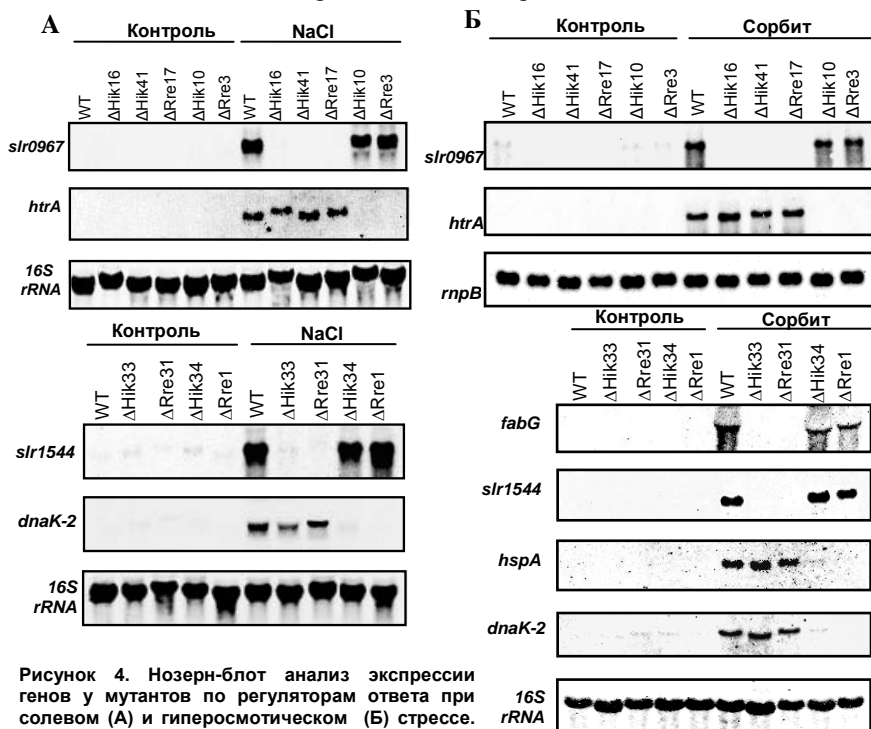 А
Контроль NaCl
WT ΔHik16 ΔHik41 ΔRre17 ΔHik10 ΔRre3 WT ΔHik16 ΔHik41 ΔRre17 ΔHik10 ΔRre3
slr0967
htrA
16S
rRNA
Контроль NaCl
WT ΔHik33 ΔRre31 ΔHik34 ΔRre1 WT ΔHik33 ΔRre31 ΔHik34 ΔRre1
slr1544
dnaK-2
16S
rRNA
Рисунок 4. Нозерн-блот анализ экспрессии
генов у мутантов по регуляторам ответа при
солевом (А) и гиперосмотическом (Б) стрессе.
Б
Контроль Сорбит
WT ΔHik16 ΔHik41 ΔRre17 ΔHik10 ΔRre3 WT ΔHik16 ΔHik41 ΔRre17 ΔHik10 ΔRre3
slr0967
htrA
rnpB
Контроль Сорбит
WT ΔHik33 ΔRre31 ΔHik34 ΔRre1 WT ΔHik33 ΔRre31 ΔHik34 ΔRre1
fabG
slr1544
hspA
dnaK-2
16S
rRNA